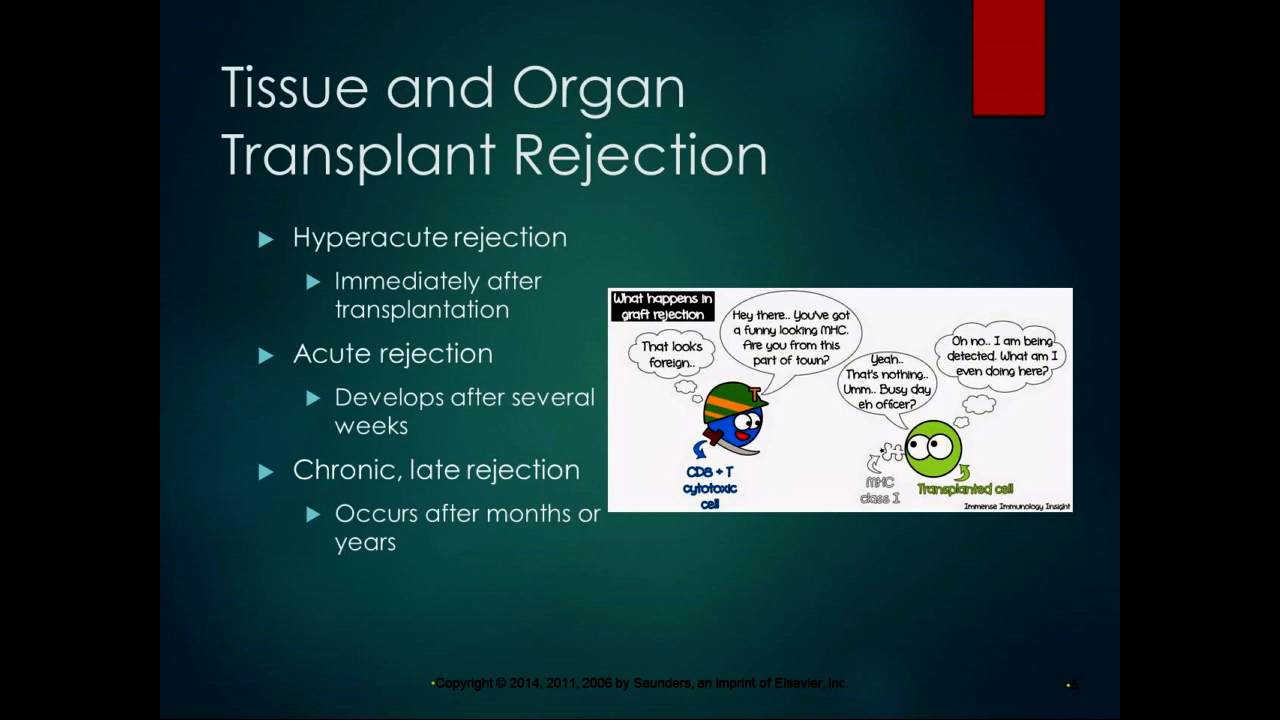 Tissue and Organ
Transplant Rejection
Hyperacute rejection
Immediately after
transplantation
Acute rejection
Develops after several
weeks
Chronic, late rejection
Occurs after months or
years
What happens in
graft rejection
That looks
foreign..
Hey there.. You've got
a funny looking MHC.
Are you from this
part of town?
Yeah..
That's nothing..
Umm.. Busy day
eh officer?
Oh no.. I am being
detected. What am I
even doing here?
T
CD8 + T
cytotoxic
cell
MHC
class I
Transplanted cell
Immense Immunology Insight
•Copyright © 2014, 2011, 2006 by Saunders, an imprint of Elsevier, Inc.